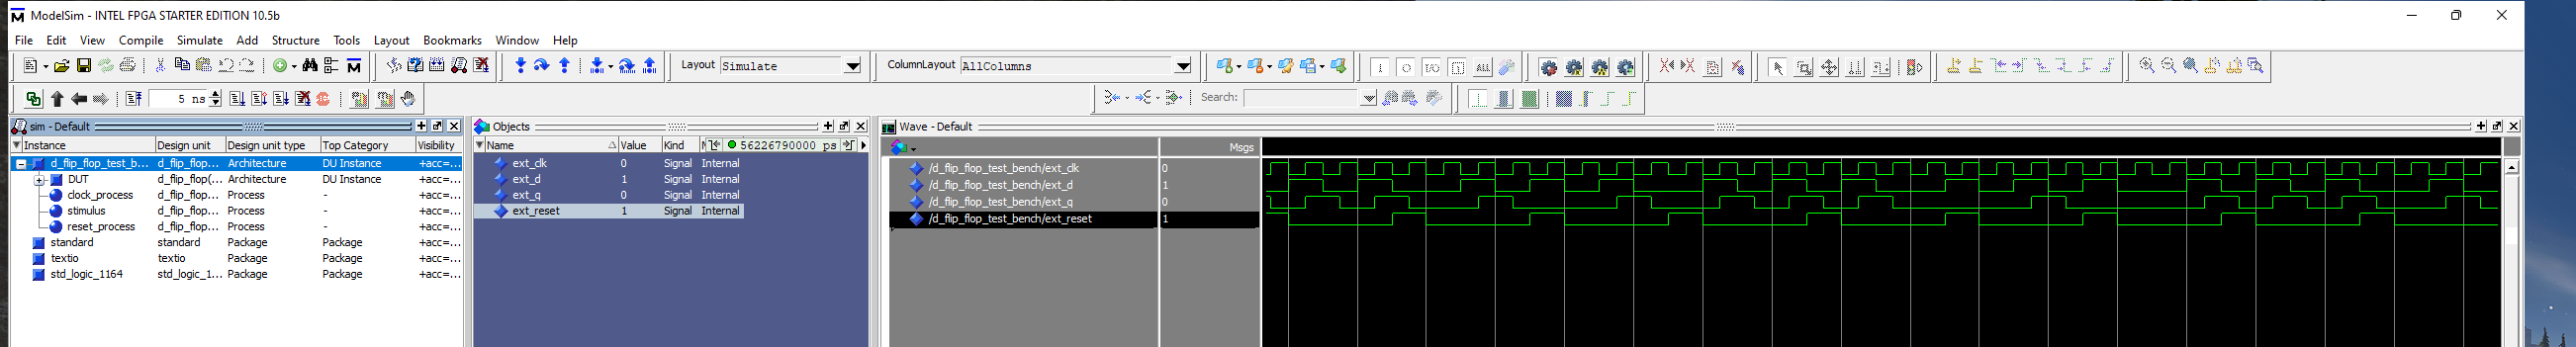 ModelSim - INTEL FPGA STARTER EDITION 10.5b
File Edit View Compile Simulate Add Structure Tools Layout Bookmarks Window Help
Layout Simulate ColumnLayout AllColumns
5 ns Search:
sim - Default
Instance Design unit Design unit type Top Category Visibility
d_flip_flop_test_b... d_flip_flop... Architecture DU Instance +acc=...
DUT d_flip_flop(... Architecture DU Instance +acc=...
clock_process d_flip_flop... Process - +acc=...
stimulus d_flip_flop... Process - +acc=...
reset_process d_flip_flop... Process - +acc=...
standard standard Package Package +acc=...
textio textio Package Package +acc=...
std_logic_1164 std_logic_1... Package Package +acc=...
Objects
Name Value Kind 56226790000 ps
ext_clk 0 Signal Internal
ext_d 1 Signal Internal
ext_q 0 Signal Internal
ext_reset 1 Signal Internal
Wave - Default
Msgs
/d_flip_flop_test_bench/ext_clk 0
/d_flip_flop_test_bench/ext_d 1
/d_flip_flop_test_bench/ext_q 0
/d_flip_flop_test_bench/ext_reset 1